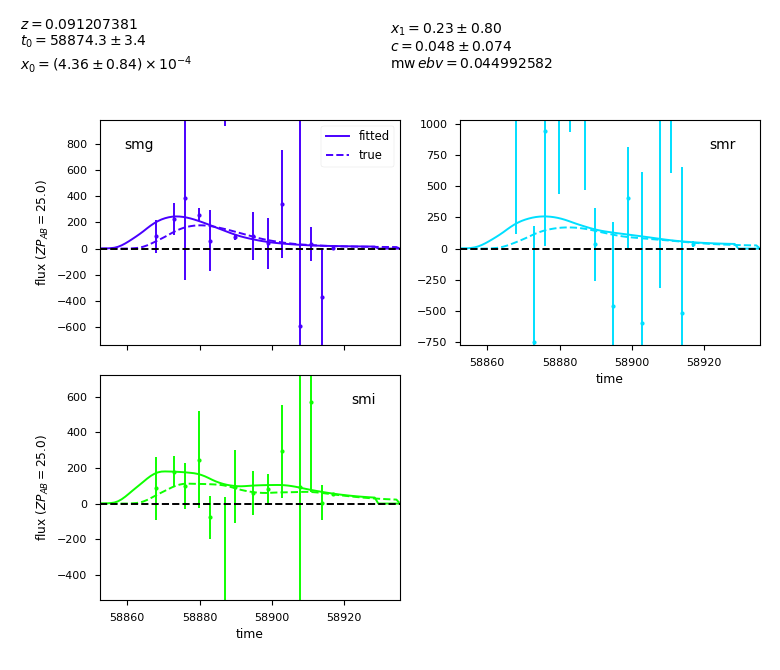 z = 0.091207381
t₀ = 58874.3 ± 3.4
x₀ = (4.36 ± 0.84) × 10⁻⁴
x₁ = 0.23 ± 0.80
c = 0.048 ± 0.074
mw ebv = 0.044992582
smg
fitted
true
800
600
400
200
0
−200
−400
−600
flux (ZP_AB = 25.0)
smr
1000
750
500
250
0
−250
−500
−750
58860
58880
58900
58920
time
smi
600
400
200
0
−200
−400
flux (ZP_AB = 25.0)
58860
58880
58900
58920
time